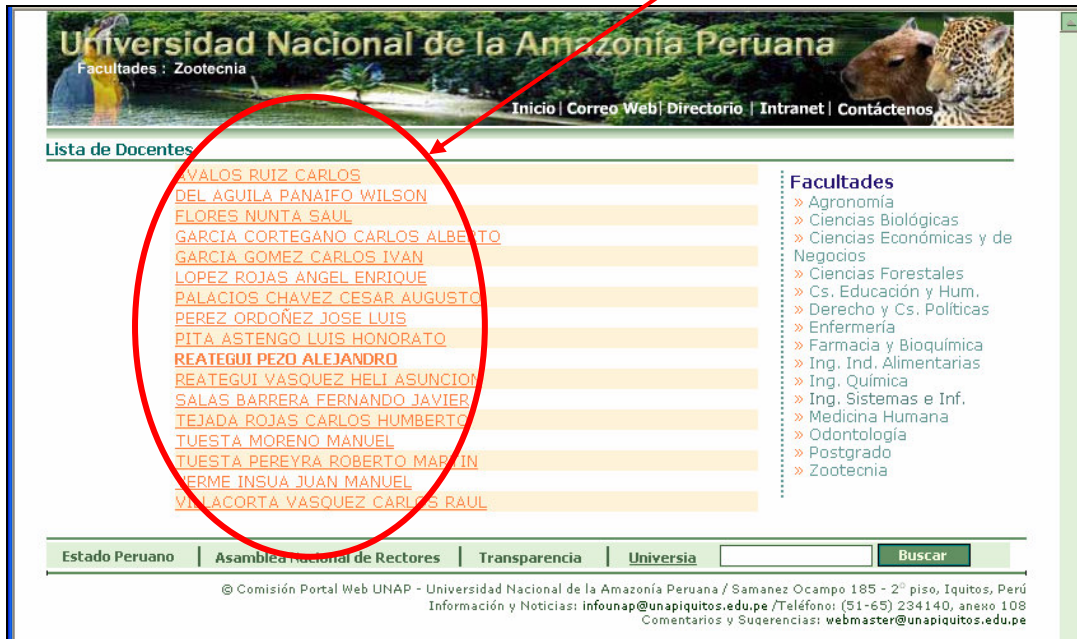 Universidad Nacional de la Amazonía Peruana
Facultades : Zootecnia
Inicio | Correo Web | Directorio | Intranet | Contáctenos
Lista de Docentes
AVALOS RUIZ CARLOS
DEL AGUILA PANAIFO WILSON
FLORES NUNTA SAUL
GARCIA CORTEGANO CARLOS ALBERTO
GARCIA GOMEZ CARLOS IVAN
LOPEZ ROJAS ANGEL ENRIQUE
PALACIOS CHAVEZ CESAR AUGUSTO
PEREZ ORDOÑEZ JOSE LUIS
PITA ASTENGO LUIS HONORATO
REATEGUI PEZO ALEJANDRO
REATEGUI VASQUEZ HELI ASUNCION
SALAS BARRERA FERNANDO JAVIER
TEJADA ROJAS CARLOS HUMBERTO
TUESTA MORENO MANUEL
TUESTA PEREYRA ROBERTO MARTIN
VERME INSUA JUAN MANUEL
VILLACORTA VASQUEZ CARLOS RAUL
Facultades
» Agronomía
» Ciencias Biológicas
» Ciencias Económicas y de
Negocios
» Ciencias Forestales
» Cs. Educación y Hum.
» Derecho y Cs. Políticas
» Enfermería
» Farmacia y Bioquímica
» Ing. Ind. Alimentarias
» Ing. Química
» Ing. Sistemas e Inf.
» Medicina Humana
» Odontología
» Postgrado
» Zootecnia
Estado Peruano | Asamblea Nacional de Rectores | Transparencia | Universia Buscar
© Comisión Portal Web UNAP - Universidad Nacional de la Amazonía Peruana / Samanez Ocampo 185 - 2° piso, Iquitos, Perú
Información y Noticias: infounap@unapiquitos.edu.pe /Teléfono: (51-65) 234140, anexo 108
Comentarios y Sugerencias: webmaster@unapiquitos.edu.pe